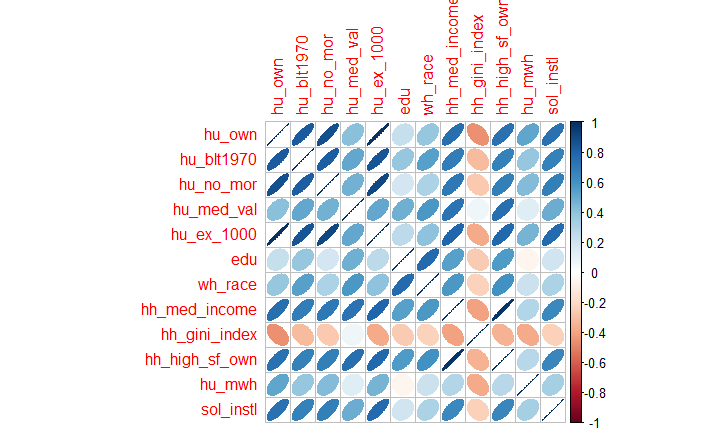 hu_own
hu_blt1970
hu_no_mor
hu_med_val
hu_ex_1000
edu
wh_race
hh_med_income
hh_gini_index
hh_high_sf_own
hu_mwh
sol_instl
hu_own
hu_blt1970
hu_no_mor
hu_med_val
hu_ex_1000
edu
wh_race
hh_med_income
hh_gini_index
hh_high_sf_own
hu_mwh
sol_instl
1
0.8
0.6
0.4
0.2
0
-0.2
-0.4
-0.6
-0.8
-1